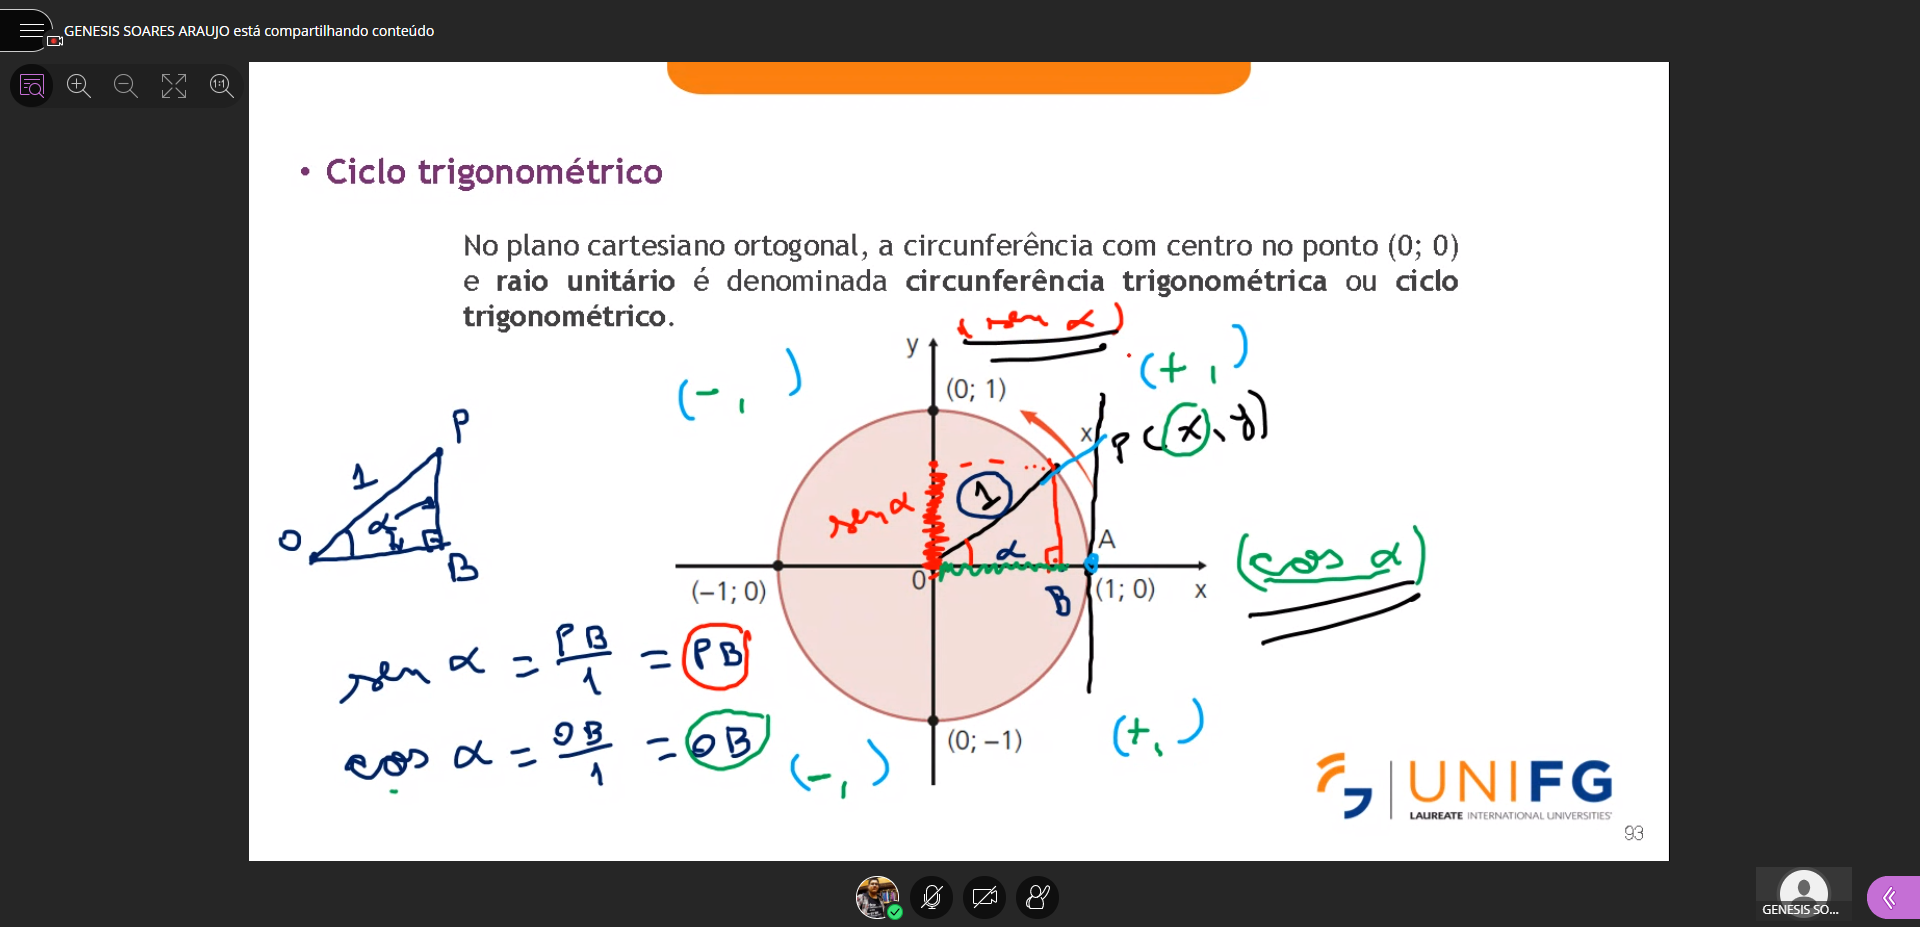 GENESIS SOARES ARAUJO está compartilhando conteúdo
1:1
• Ciclo trigonométrico
No plano cartesiano ortogonal, a circunferência com centro no ponto (0; 0)
e raio unitário é denominada circunferência trigonométrica ou ciclo
trigonométrico.
(sen α)
y
(0; 1)
(-, )
(+, )
x
P (x, y)
P
1
α
O
B
sen α
1
α
A
(cos α)
(−1; 0)
0
B
(1; 0)
x
sen α = PB/1 = PB
cos α = OB/1 = OB
(-, )
(0; −1)
(+, )
UNIFG
LAUREATE INTERNATIONAL UNIVERSITIES
93
GENESIS SO...